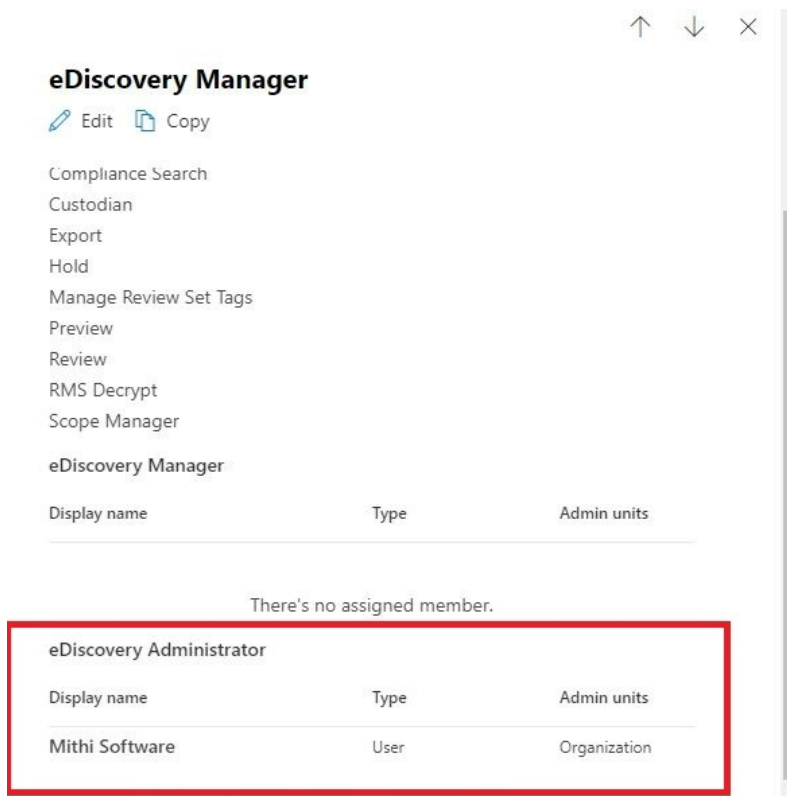 eDiscovery Manager
Edit Copy
Compliance Search
Custodian
Export
Hold
Manage Review Set Tags
Preview
Review
RMS Decrypt
Scope Manager
eDiscovery Manager
Display name Type Admin units
There's no assigned member.
eDiscovery Administrator
Display name Type Admin units
Mithi Software User Organization